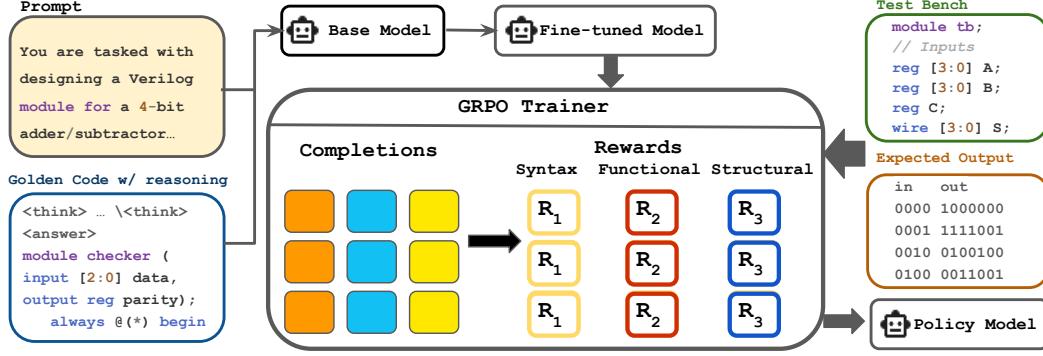 Prompt
You are tasked with
designing a Verilog
module for a 4-bit
adder/subtractor…
Golden Code w/ reasoning
<think> … \<think>
<answer>
module checker (
input [2:0] data,
output reg parity);
always @(*) begin
Base Model
Fine-tuned Model
GRPO Trainer
Completions
Rewards
Syntax Functional Structural
R1 R2 R3
R1 R2 R3
R1 R2 R3
Test Bench
module tb;
// Inputs
reg [3:0] A;
reg [3:0] B;
reg C;
wire [3:0] S;
Expected Output
in out
0000 1000000
0001 1111001
0010 0100100
0100 0011001
Policy Model